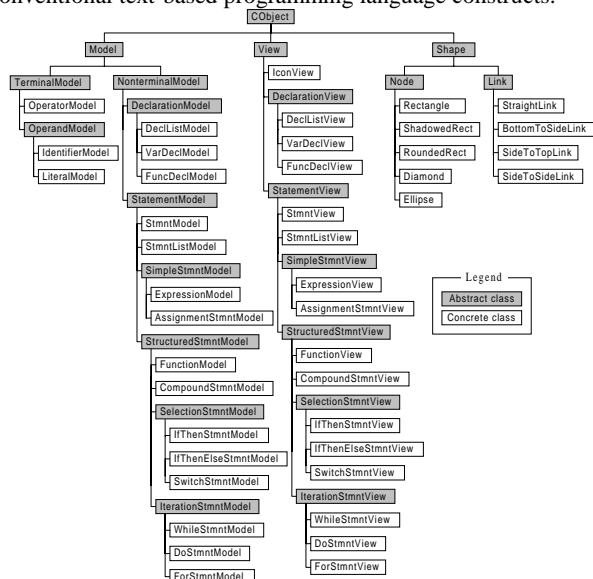 onventional text-based programming language constructs.
CObject
Model
View
Shape
TerminalModel
NonterminalModel
OperatorModel
OperandModel
IdentifierModel
LiteralModel
DeclarationModel
DeclListModel
VarDeclModel
FuncDeclModel
StatementModel
StmntModel
StmntListModel
SimpleStmntModel
ExpressionModel
AssignmentStmntModel
StructuredStmntModel
FunctionModel
CompoundStmntModel
SelectionStmntModel
IfThenStmntModel
IfThenElseStmntModel
SwitchStmntModel
IterationStmntModel
WhileStmntModel
DoStmntModel
ForStmntModel
IconView
DeclarationView
DeclListView
VarDeclView
FuncDeclView
StatementView
StmntView
StmntListView
SimpleStmntView
ExpressionView
AssignmentStmntView
StructuredStmntView
FunctionView
CompoundStmntView
SelectionStmntView
IfThenStmntView
IfThenElseStmntView
SwitchStmntView
IterationStmntView
WhileStmntView
DoStmntView
ForStmntView
Node
Link
Rectangle
ShadowedRect
RoundedRect
Diamond
Ellipse
StraightLink
BottomToSideLink
SideToTopLink
SideToSideLink
Legend
Abstract class
Concrete class